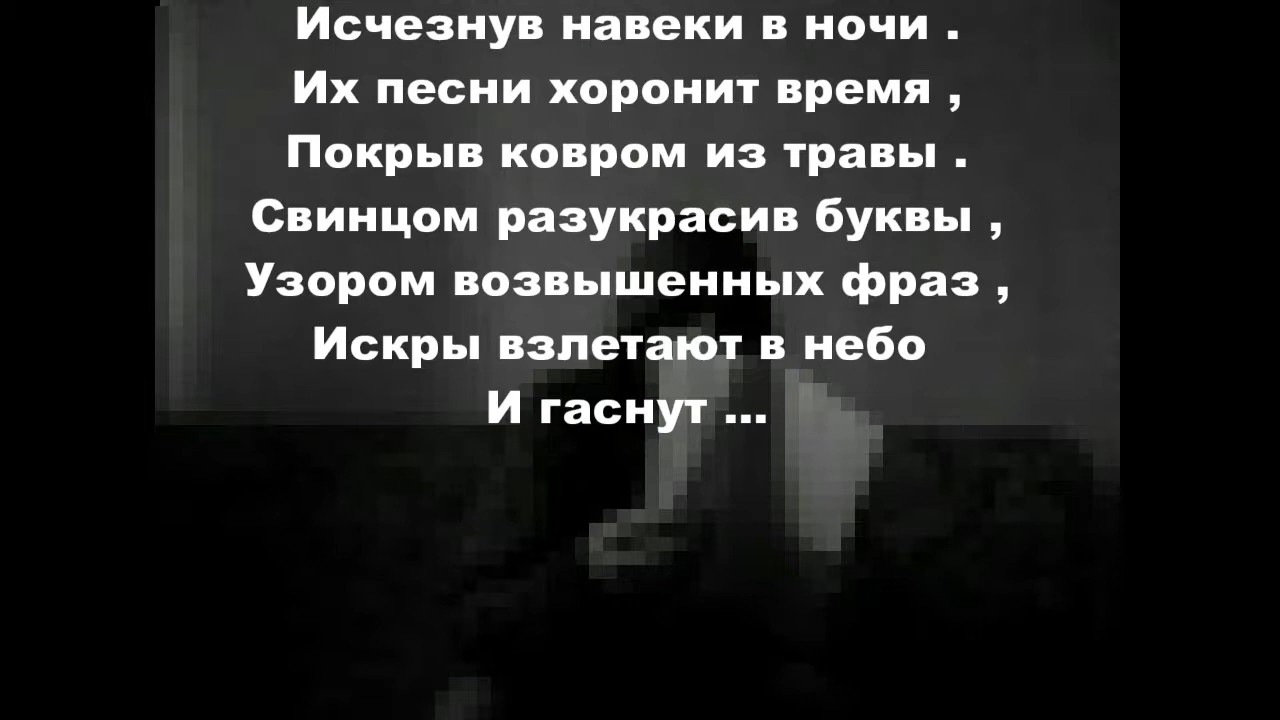 Исчезнув навеки в ночи .
Их песни хоронит время ,
Покрыв ковром из травы .
Свинцом разукрасив буквы ,
Узором возвышенных фраз ,
Искры взлетают в небо
И гаснут ...